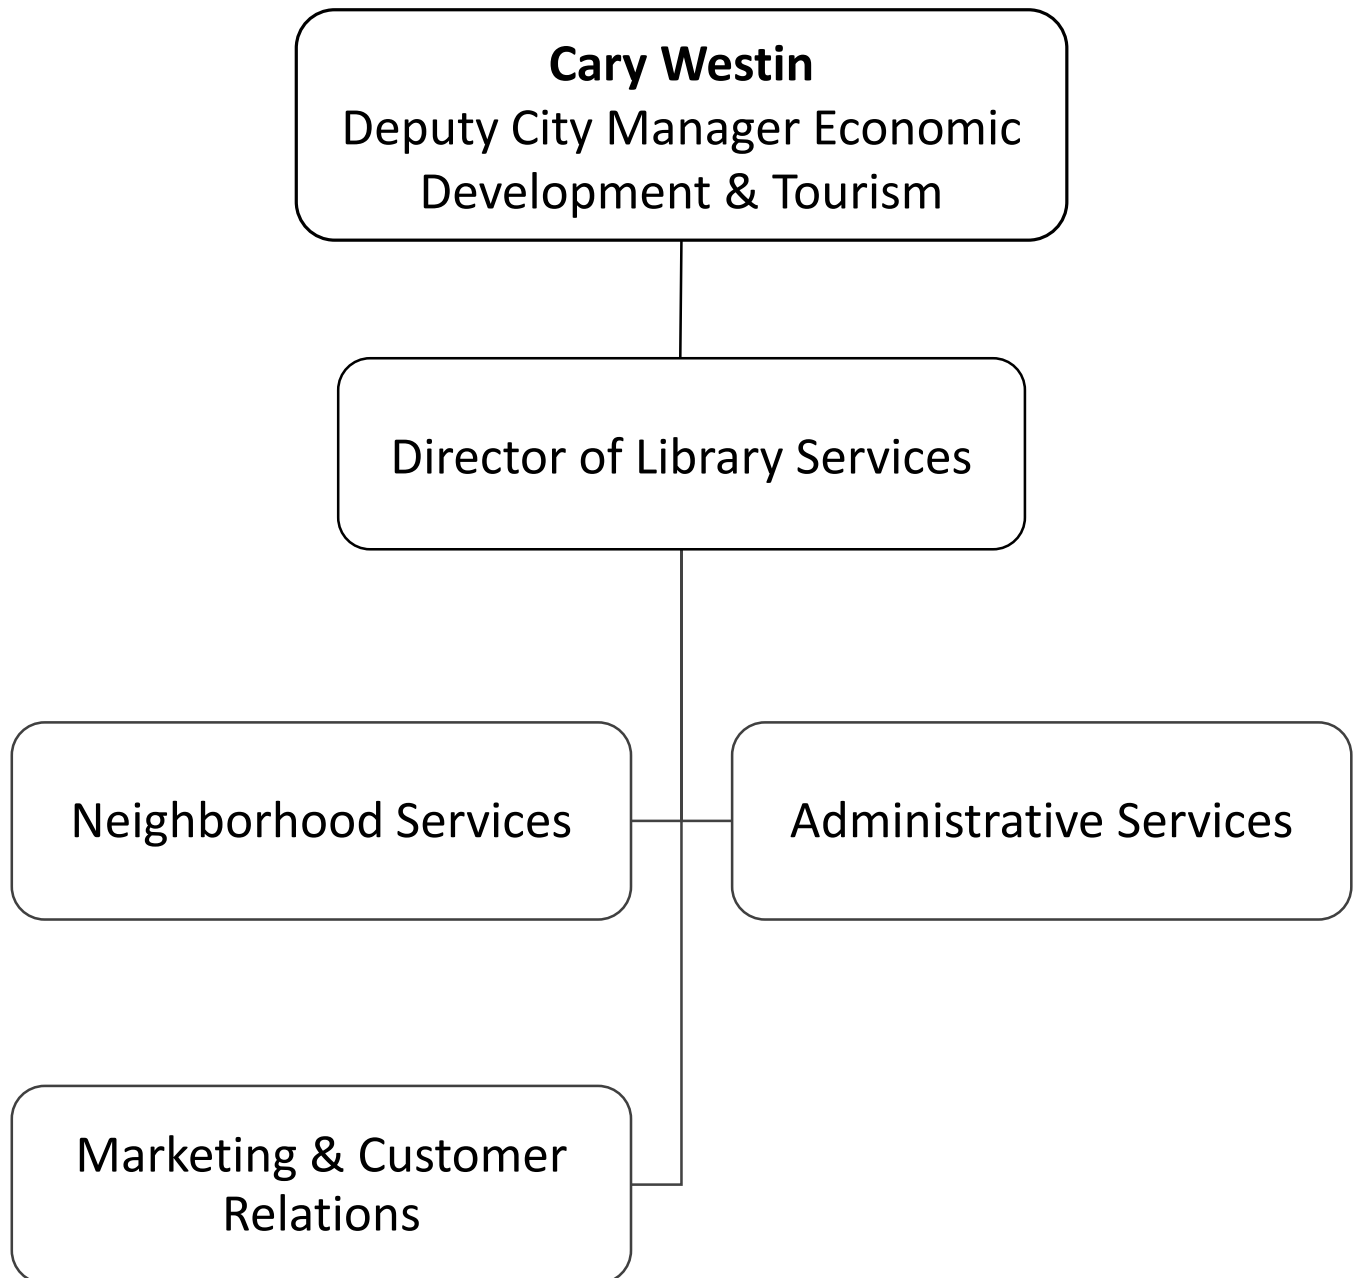 Cary Westin
Deputy City Manager Economic
Development & Tourism
Director of Library Services
Neighborhood Services
Administrative Services
Marketing & Customer
Relations